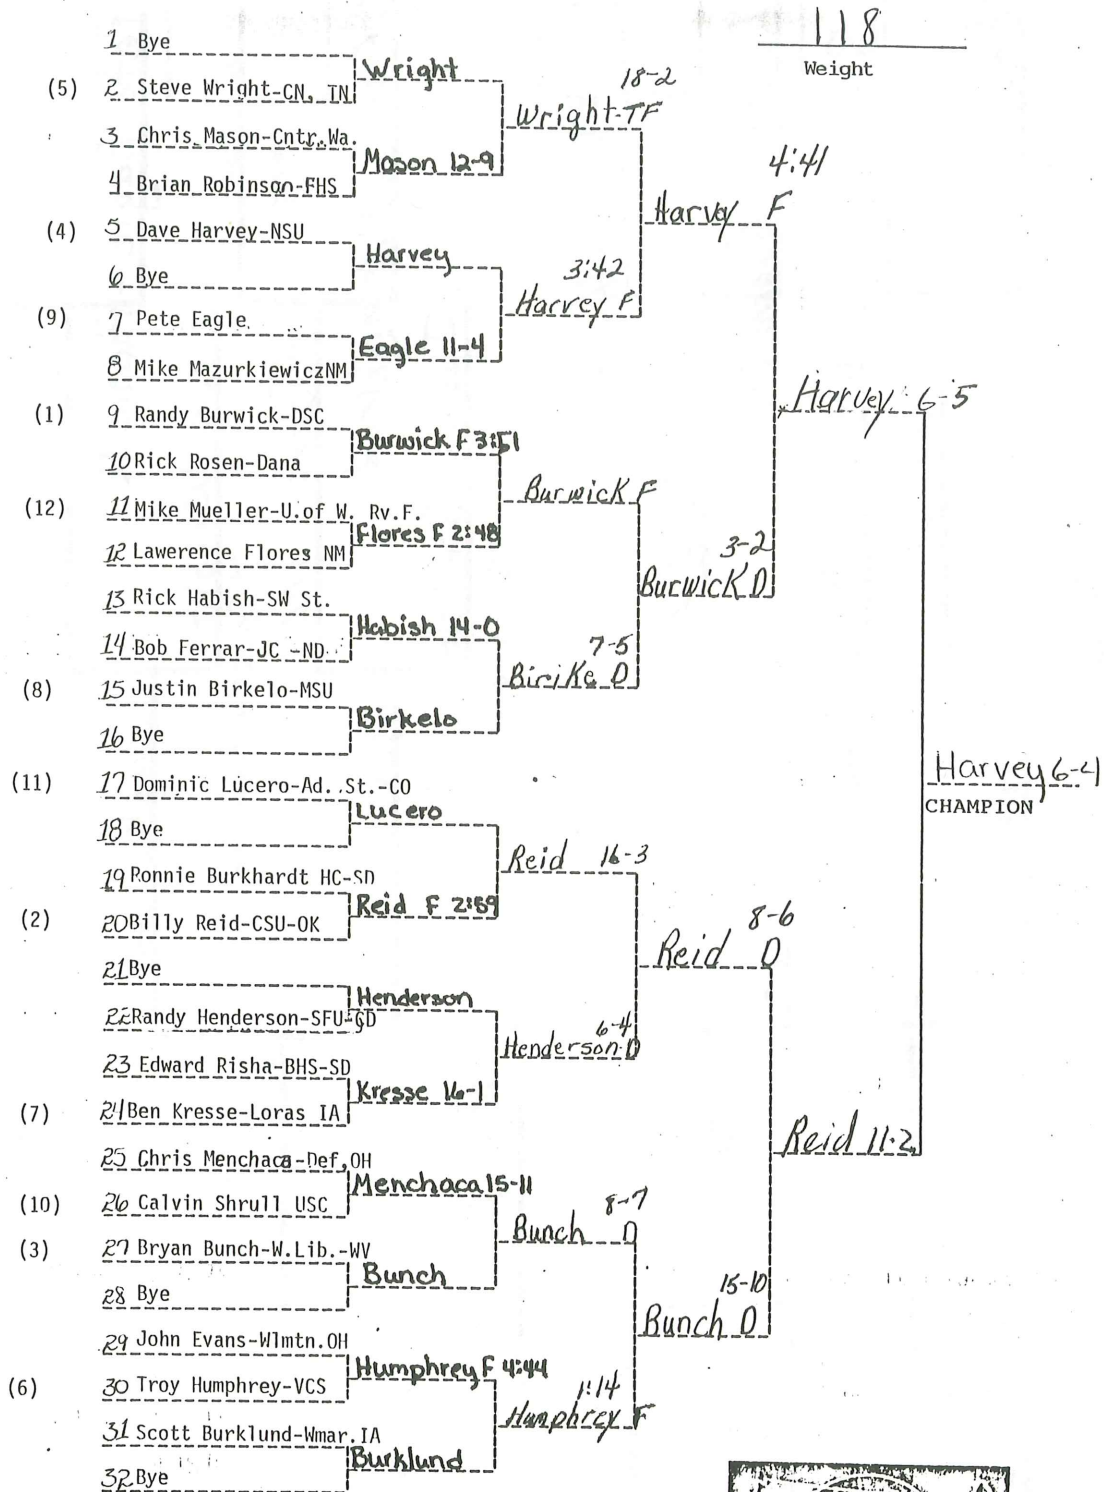 118
Weight
1 Bye
(5) 2 Steve Wright-CN, TN
Wright
3 Chris Mason-Cntr.Wa.
4 Brian Robinson-FHS
Mason 12-9
18-2
Wright-TF
(4) 5 Dave Harvey-NSU
6 Bye
Harvey
(9) 7 Pete Eagle
8 Mike MazurkiewiczNM
Eagle 11-4
3:42
Harvey F
4:41
Harvey F
(1) 9 Randy Burwick-DSC
10 Rick Rosen-Dana
Burwick F 3:51
(12) 11 Mike Mueller-U.of W. Rv.F.
12 Lawerence Flores NM
Flores F 2:48
Burwick F
13 Rick Habish-SW St.
14 Bob Ferrar-JC -ND
Habish 14-0
(8) 15 Justin Birkelo-MSU
16 Bye
Birkelo
7-5
D
3-2
Burwick D
Harvey 6-5
(11) 17 Dominic Lucero-Ad. St.-CO
18 Bye
Lucero
19 Ronnie Burkhardt HC-SD
(2) 20 Billy Reid-CSU-OK
Reid F 2:59
Reid 16-3
21 Bye
22 Randy Henderson-SFU-
Henderson
23 Edward Risha-BHS-SD
(7) 24 Ben Kresse-Loras IA
Kresse 16-1
6-4
Henderson D
8-6
Reid D
25 Chris Menchaca-Def,OH
(10) 26 Calvin Shrull USC
Menchaca 15-11
(3) 27 Bryan Bunch-W.Lib.-WV
28 Bye
Bunch
8-7
Bunch D
29 John Evans-Wlmtn.OH
(6) 30 Troy Humphrey-VCS
Humphrey F 4:44
31 Scott Burklund-Wmar.IA
32 Bye
Burklund
1:14
Humphrey F
15-10
Bunch D
Reid 11-2
Harvey 6-4
CHAMPION